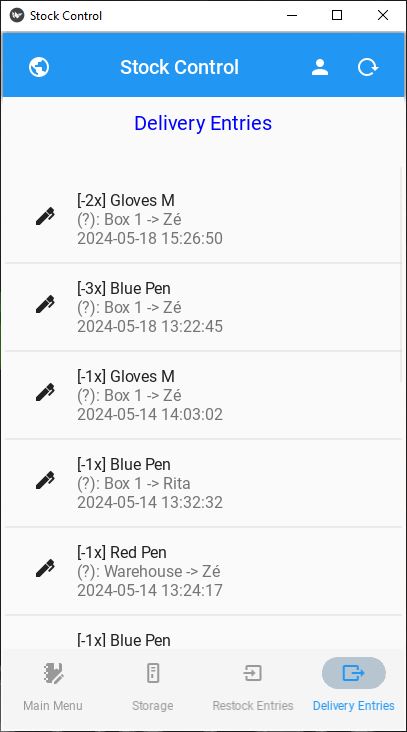 Stock Control
Stock Control
Delivery Entries
[-2x] Gloves M
(?): Box 1 -> Zé
2024-05-18 15:26:50
[-3x] Blue Pen
(?): Box 1 -> Zé
2024-05-18 13:22:45
[-1x] Gloves M
(?): Box 1 -> Zé
2024-05-14 14:03:02
[-1x] Blue Pen
(?): Box 1 -> Rita
2024-05-14 13:32:32
[-1x] Red Pen
(?): Warehouse -> Zé
2024-05-14 13:24:17
[-1x] Blue Pen
Main Menu
Storage
Restock Entries
Delivery Entries